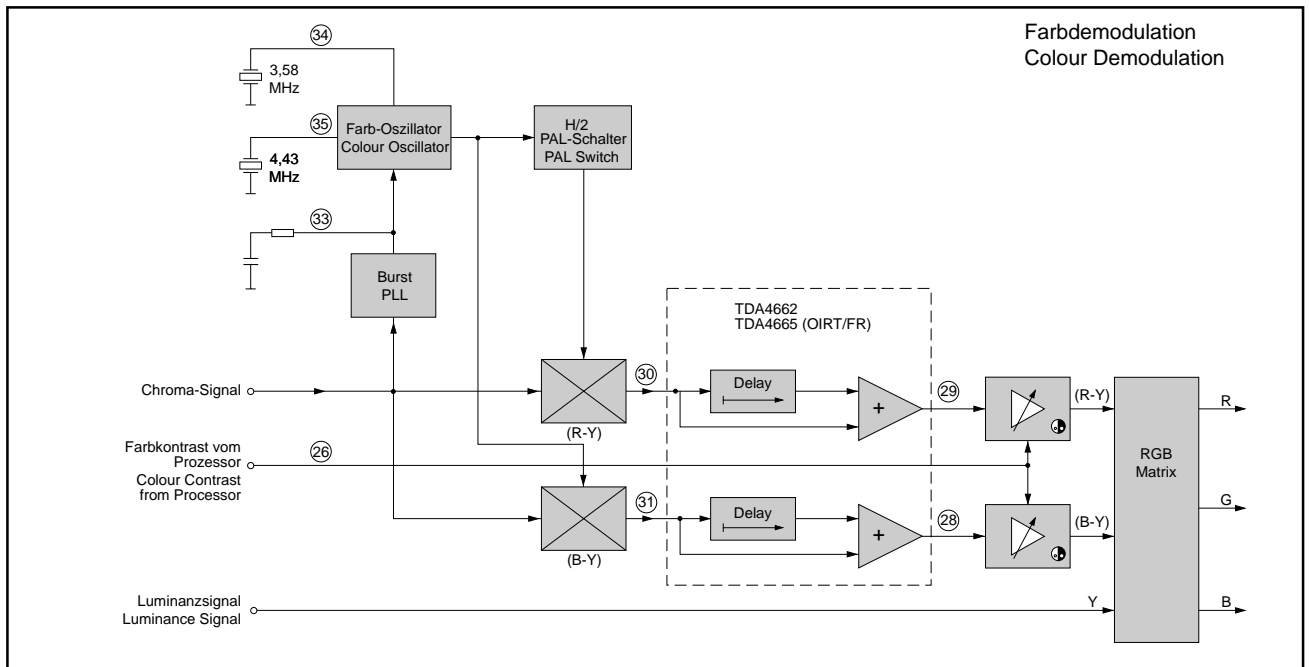 Farbdemodulation
Colour Demodulation
34
3,58
MHz
35
4,43
MHz
Farb-Oszillator
Colour Oscillator
H/2
PAL-Schalter
PAL Switch
33
Burst
PLL
TDA4662
TDA4665 (OIRT/FR)
Chroma-Signal
30
(R-Y)
Delay
+
29
(R-Y)
R
Farbkontrast vom
Prozessor
Colour Contrast
from Processor
26
RGB
Matrix
G
31
(B-Y)
Delay
+
28
(B-Y)
Luminanzsignal
Luminance Signal
Y
B